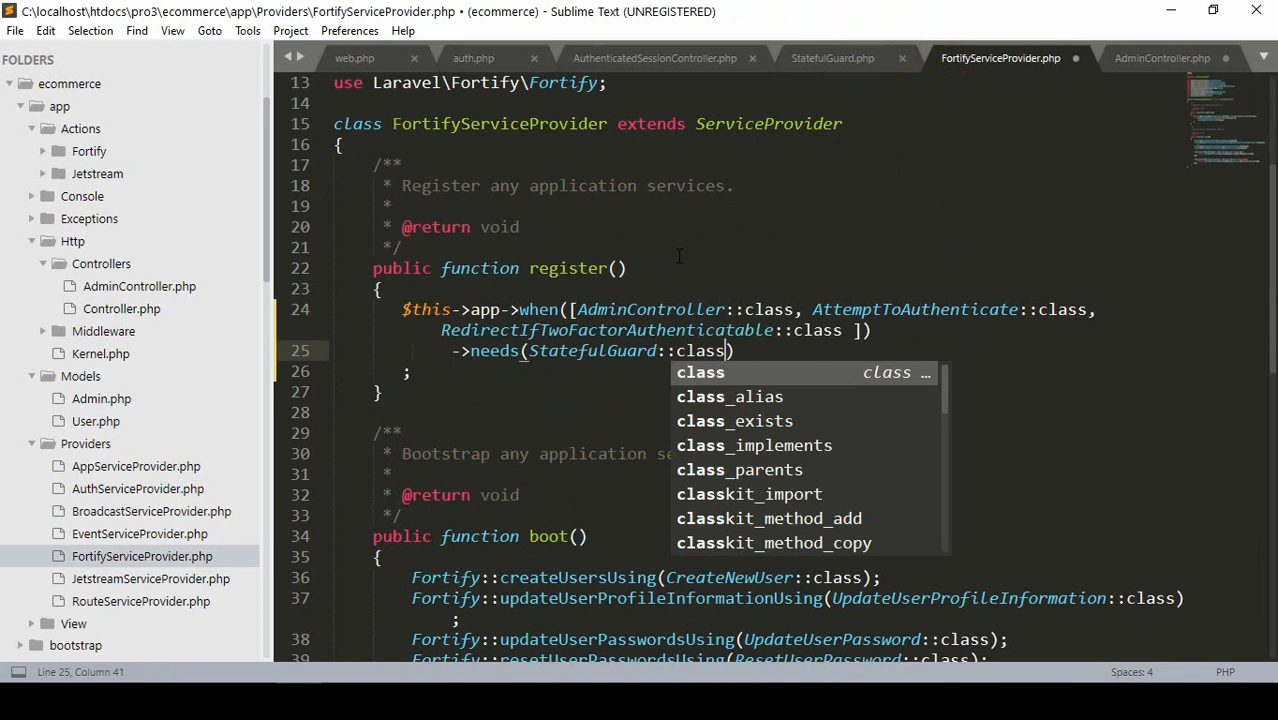 C:\localhost\htdocs\pro3\ecommerce\app\Providers\FortifyServiceProvider.php • (ecommerce) - Sublime Text (UNREGISTERED)
File Edit Selection Find View Goto Tools Project Preferences Help
FOLDERS
ecommerce
app
Actions
Fortify
Jetstream
Console
Exceptions
Http
Controllers
AdminController.php
Controller.php
Middleware
Kernel.php
Models
Admin.php
User.php
Providers
AppServiceProvider.php
AuthServiceProvider.php
BroadcastServiceProvider.php
EventServiceProvider.php
FortifyServiceProvider.php
JetstreamServiceProvider.php
RouteServiceProvider.php
View
bootstrap
web.php auth.php AuthenticatedSessionController.php StatefulGuard.php FortifyServiceProvider.php AdminController.php
13 use Laravel\Fortify\Fortify;
14
15 class FortifyServiceProvider extends ServiceProvider
16 {
17 /**
18 * Register any application services.
19 *
20 * @return void
21 */
22 public function register()
23 {
24 $this->app->when([AdminController::class, AttemptToAuthenticate::class,
RedirectIfTwoFactorAuthenticatable::class ])
25 ->needs(StatefulGuard::class)
26 ;
27 }
28
29 /**
30 * Bootstrap any application se
31 *
32 * @return void
33 */
34 public function boot()
35 {
36 Fortify::createUsersUsing(CreateNewUser::class);
37 Fortify::updateUserProfileInformationUsing(UpdateUserProfileInformation::class)
;
38 Fortify::updateUserPasswordsUsing(UpdateUserPassword::class);
39 Fortify::resetUserPasswordsUsing(ResetUserPassword::class);
class class ...
class_alias
class_exists
class_implements
class_parents
classkit_import
classkit_method_add
classkit_method_copy
Line 25, Column 41
Spaces: 4
PHP